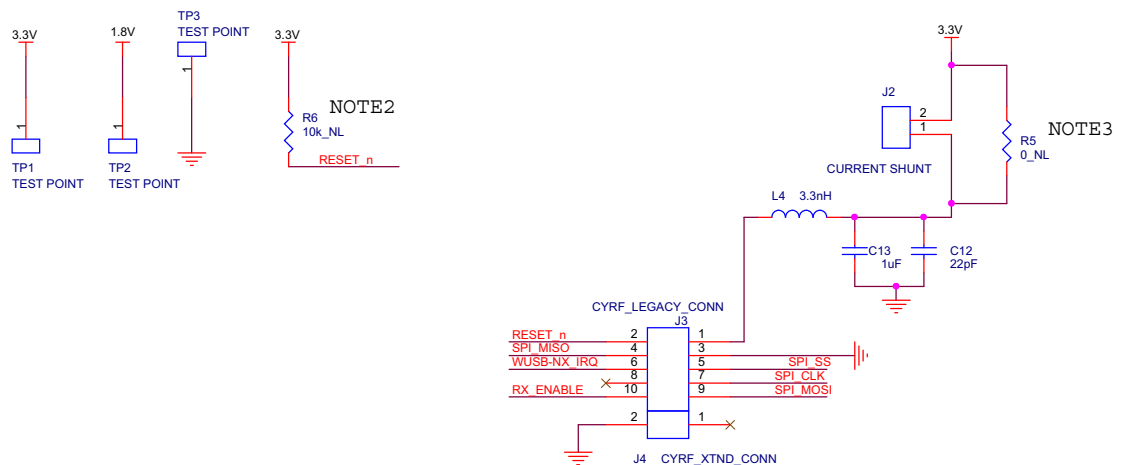 TP3
TEST POINT
3.3V
1.8V
3.3V
3.3V
1
1
1
TP1
TEST POINT
TP2
TEST POINT
R6
10k_NL
NOTE2
RESET_n
J2
2
1
CURRENT SHUNT
R5
0_NL
NOTE3
L4 3.3nH
C13
1uF
C12
22pF
CYRF_LEGACY_CONN
J3
RESET_n 2 1
SPI_MISO 4 3
WUSB-NX_IRQ 6 5 SPI_SS
8 7 SPI_CLK
RX_ENABLE 10 9 SPI_MOSI
2 1
J4 CYRF_XTND_CONN